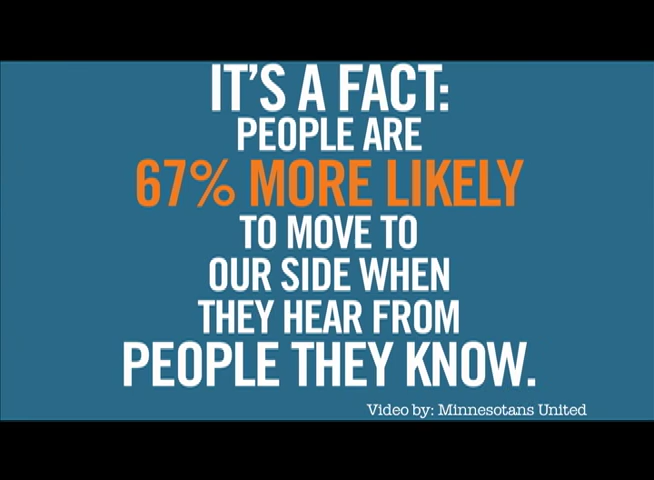 IT'S A FACT:
PEOPLE ARE
67% MORE LIKELY
TO MOVE TO
OUR SIDE WHEN
THEY HEAR FROM
PEOPLE THEY KNOW.
Video by: Minnesotans United